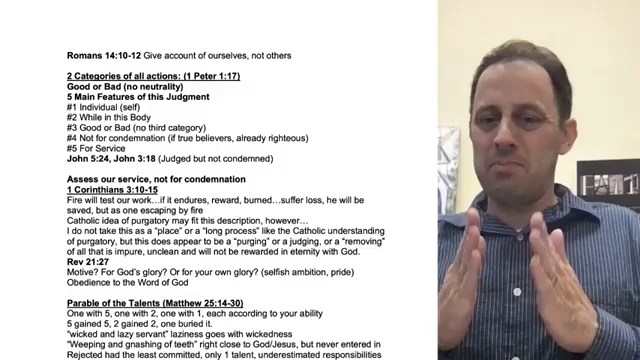 Romans 14:10-12 Give account of ourselves, not others
2 Categories of all actions: (1 Peter 1:17)
Good or Bad (no neutrality)
5 Main Features of this Judgment
#1 Individual (self)
#2 While in this Body
#3 Good or Bad (no third category)
#4 Not for condemnation (if true believers, already righteous)
#5 For Service
John 5:24, John 3:18 (Judged but not condemned)
Assess our service, not for condemnation
1 Corinthians 3:10-15
Fire will test our work…if it endures, reward, burned…suffer loss, he will be
saved, but as one escaping by fire
Catholic idea of purgatory may fit this description, however…
I do not take this as a “place” or a “long process” like the Catholic understanding
of purgatory, but this does appear to be a “purging” or a judging, or a “removing”
of all that is impure, unclean and will not be rewarded in eternity with God.
Rev 21:27
Motive? For God’s glory? Or for your own glory? (selfish ambition, pride)
Obedience to the Word of God
Parable of the Talents (Matthew 25:14-30)
One with 5, one with 2, one with 1, each according to your ability
5 gained 5, 2 gained 2, one buried it.
“wicked and lazy servant” laziness goes with wickedness
“Weeping and gnashing of teeth” right close to God/Jesus, but never entered in
Rejected had the least committed, only 1 talent, underestimated responsibilities